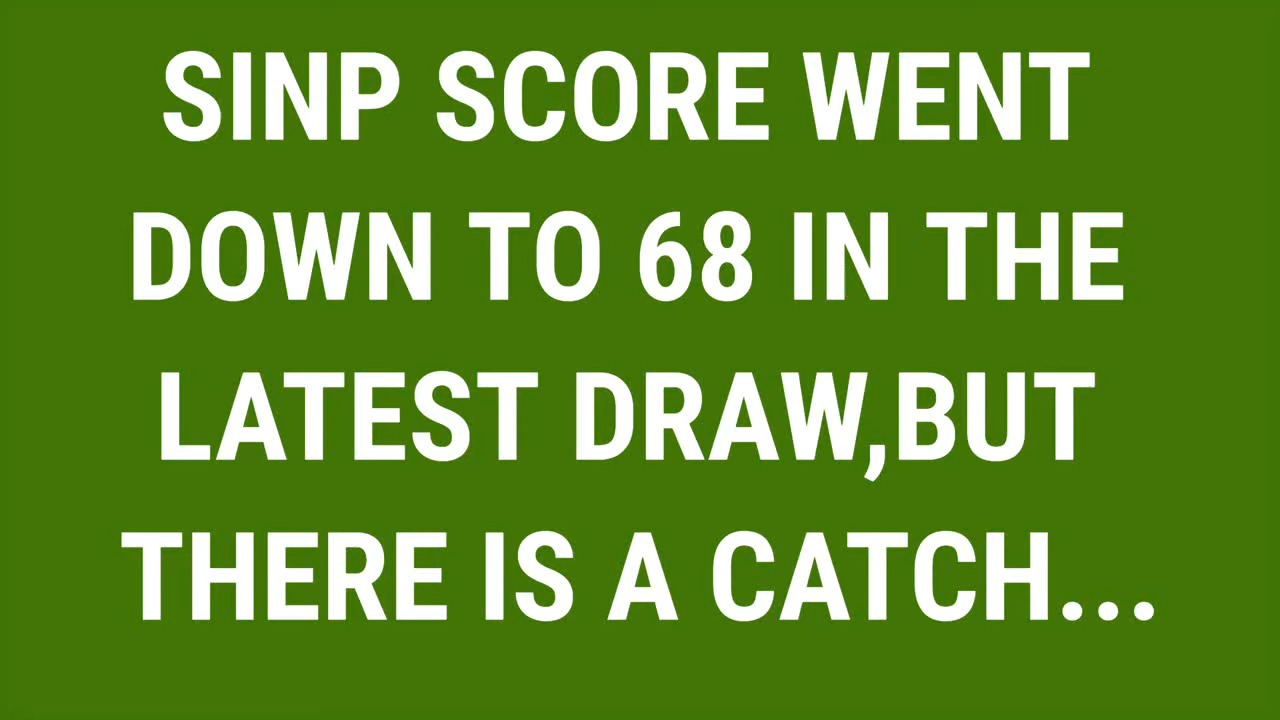 SINP SCORE WENT
DOWN TO 68 IN THE
LATEST DRAW,BUT
THERE IS A CATCH...